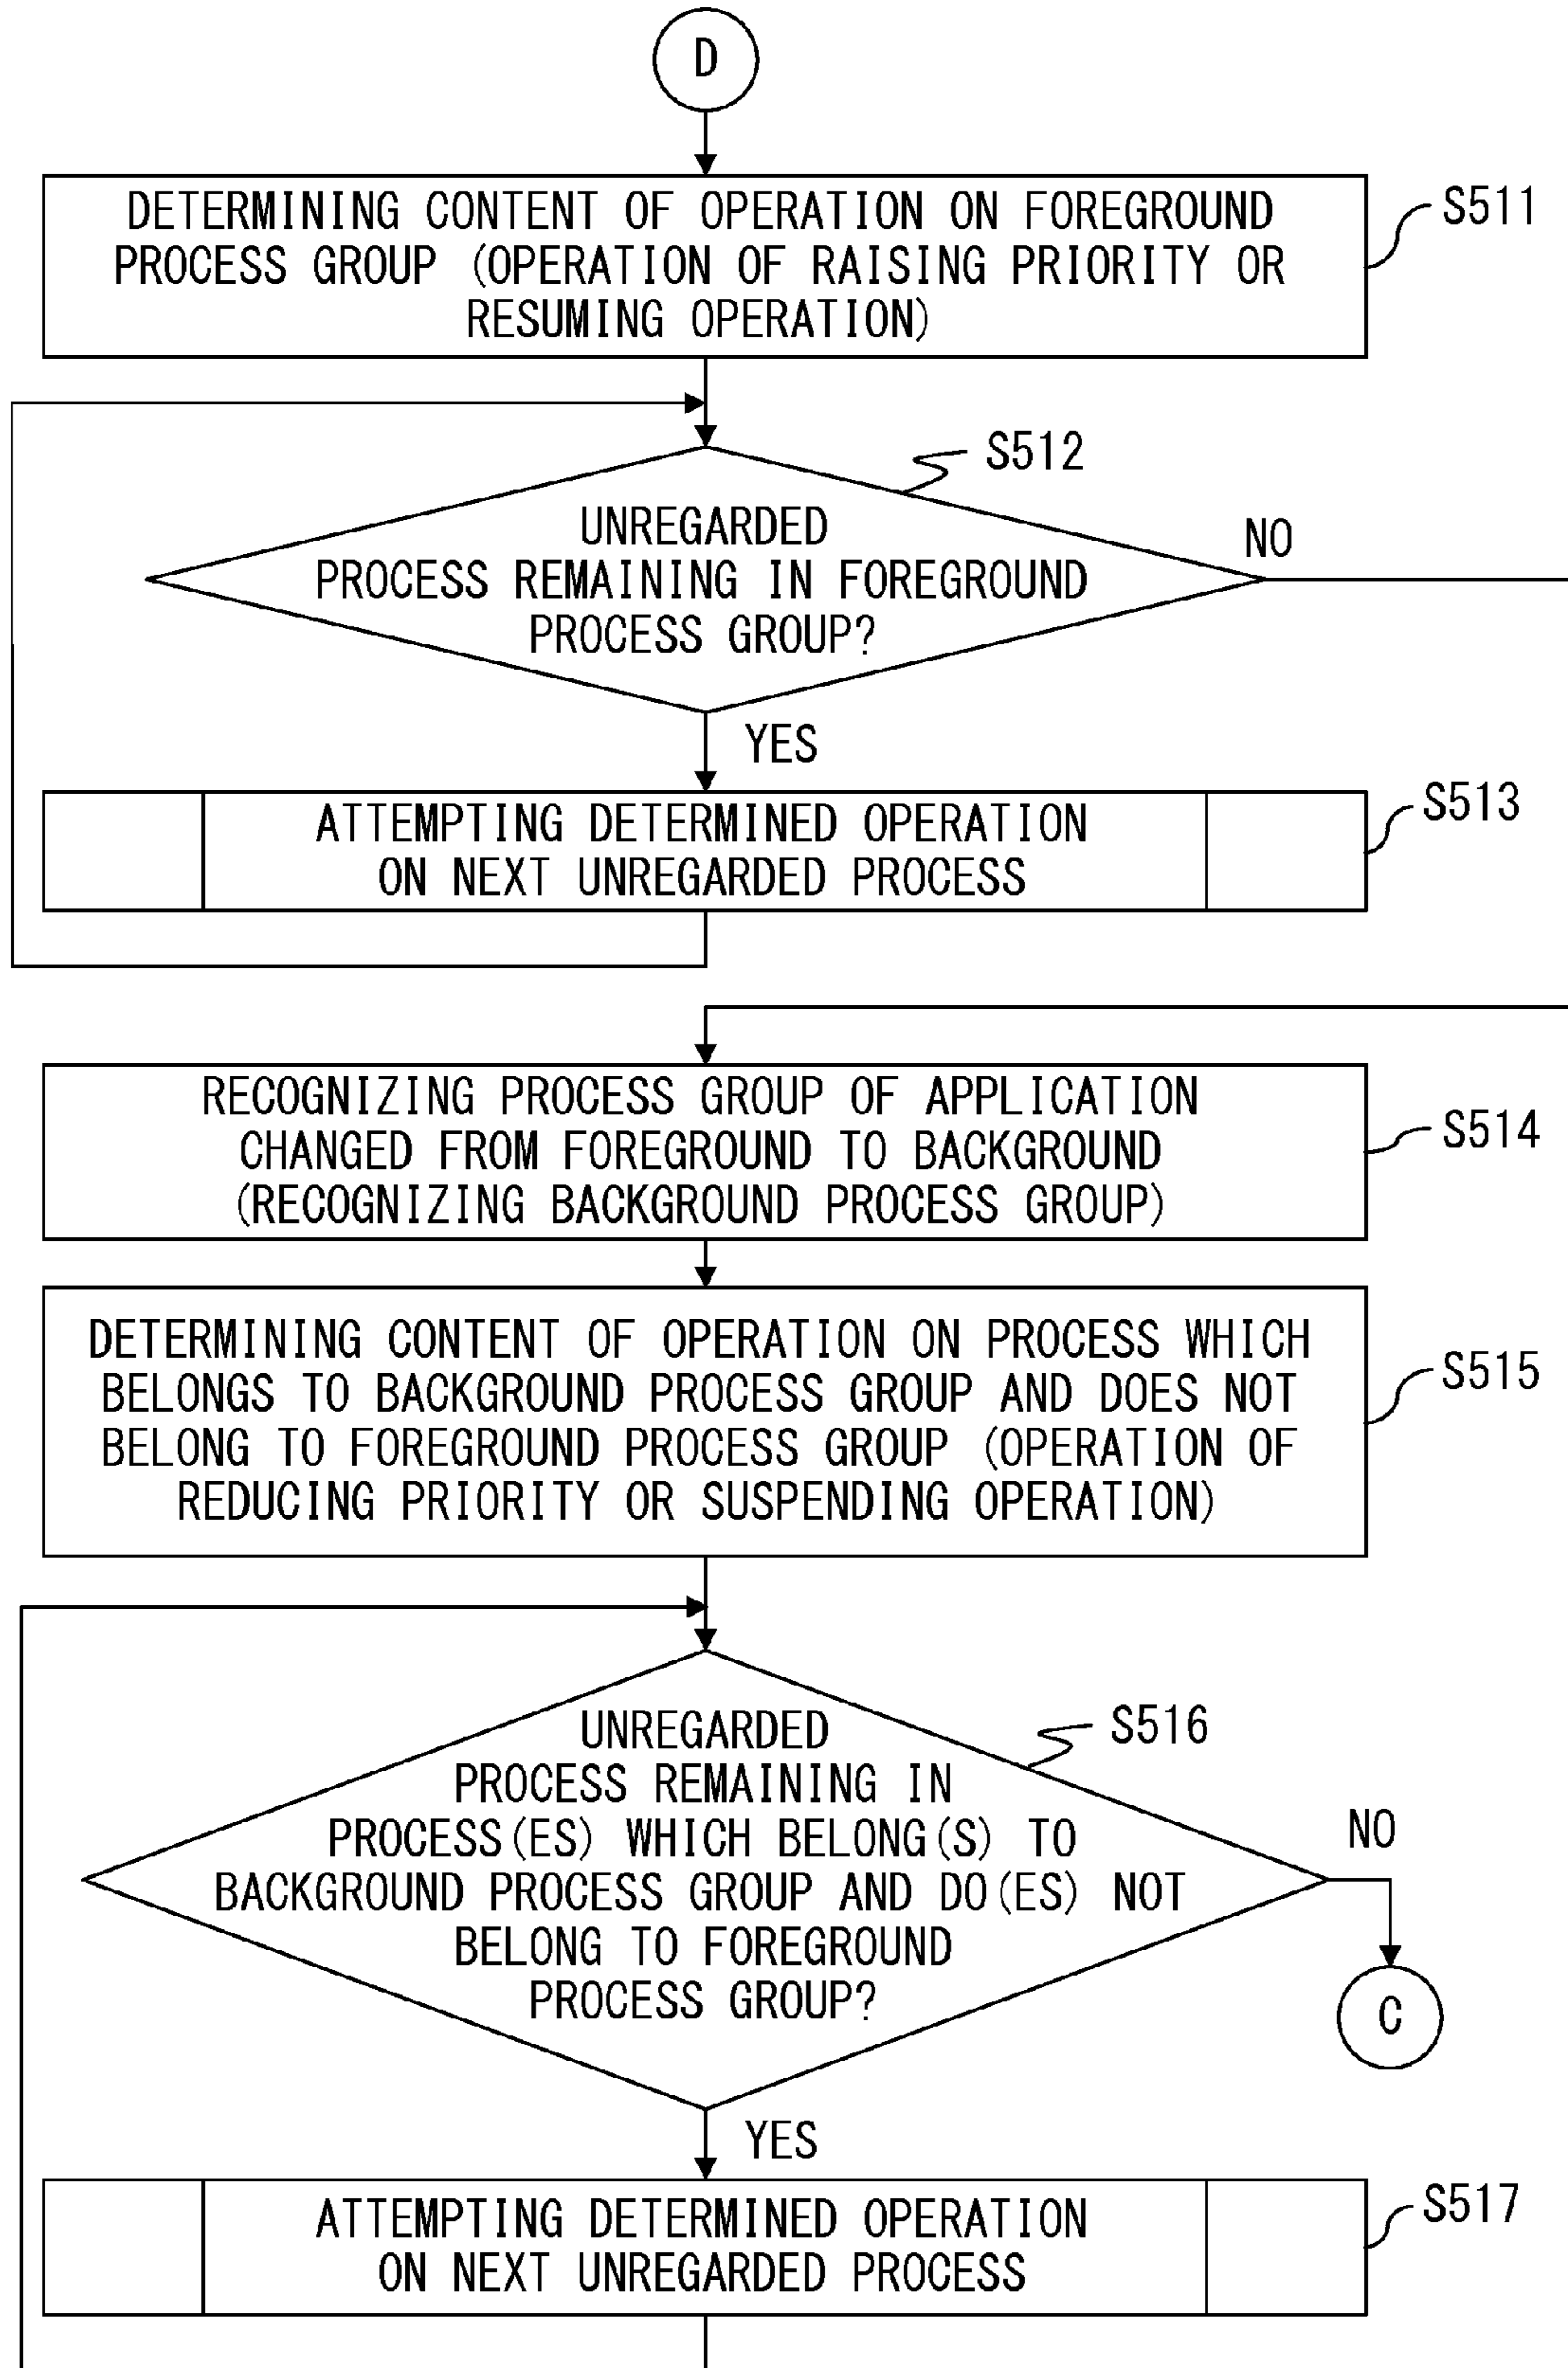 D
DETERMINING CONTENT OF OPERATION ON FOREGROUND
PROCESS GROUP (OPERATION OF RAISING PRIORITY OR
RESUMING OPERATION)
S511
S512
UNREGARDED
PROCESS REMAINING IN FOREGROUND
PROCESS GROUP?
NO
YES
ATTEMPTING DETERMINED OPERATION
ON NEXT UNREGARDED PROCESS
S513
RECOGNIZING PROCESS GROUP OF APPLICATION
CHANGED FROM FOREGROUND TO BACKGROUND
(RECOGNIZING BACKGROUND PROCESS GROUP)
S514
DETERMINING CONTENT OF OPERATION ON PROCESS WHICH
BELONGS TO BACKGROUND PROCESS GROUP AND DOES NOT
BELONG TO FOREGROUND PROCESS GROUP (OPERATION OF
REDUCING PRIORITY OR SUSPENDING OPERATION)
S515
S516
UNREGARDED
PROCESS REMAINING IN
PROCESS(ES) WHICH BELONG(S) TO
BACKGROUND PROCESS GROUP AND DO(ES) NOT
BELONG TO FOREGROUND
PROCESS GROUP?
NO
C
YES
ATTEMPTING DETERMINED OPERATION
ON NEXT UNREGARDED PROCESS
S517